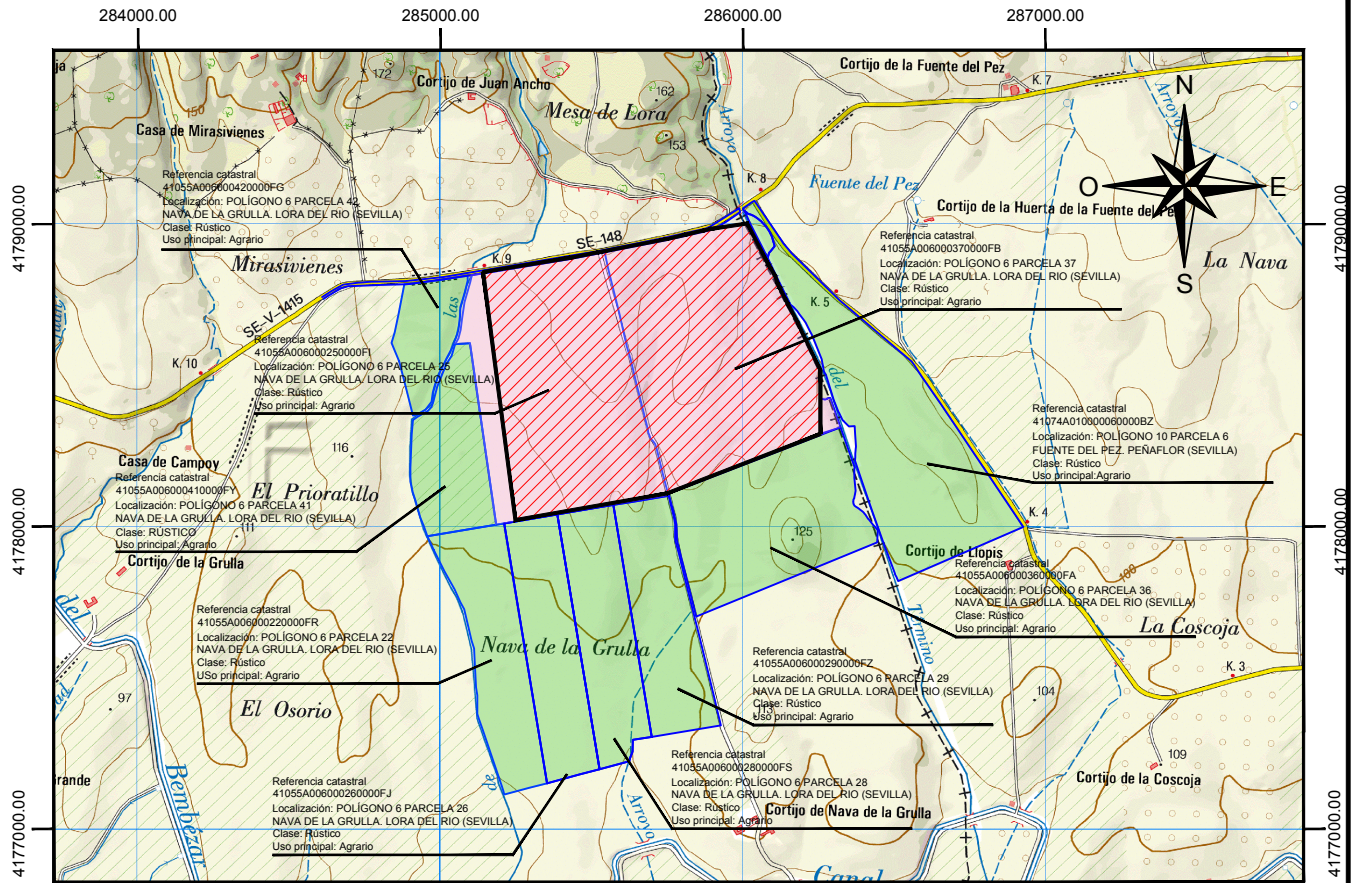 284000.00
285000.00
286000.00
287000.00
4179000.00
4178000.00
4177000.00
4179000.00
4178000.00
4177000.00
N
O
E
S
172
Cortijo de Juan Ancho
162
Mesa de Lora
153
150
Casa de Mirasivienes
Arroyo
Cortijo de la Fuente del Pez
K. 7
Arroyo
K. 8
Fuente del Pez
Cortijo de la Huerta de la Fuente del Pez
La Nava
Referencia catastral
41055A006000420000FG
Localización: POLÍGONO 6 PARCELA 42
NAVA DE LA GRULLA. LORA DEL RIO (SEVILLA)
Clase: Rústico
Uso principal: Agrario
Mirasivienes
SE-148
K. 9
Referencia catastral
41055A006000370000FB
Localización: POLÍGONO 6 PARCELA 37
NAVA DE LA GRULLA. LORA DEL RIO (SEVILLA)
Clase: Rústico
Uso principal: Agrario
K. 5
las
SE-V-1415
K. 10
Referencia catastral
41055A006000250000FI
Localización: POLÍGONO 6 PARCELA 25
NAVA DE LA GRULLA. LORA DEL RIO (SEVILLA)
Clase: Rústico
Uso principal: Agrario
del
Referencia catastral
41074A010000060000BZ
Localización: POLÍGONO 10 PARCELA 6
FUENTE DEL PEZ. PEÑAFLOR (SEVILLA)
Clase: Rústico
Uso principal:Agrario
116
Casa de Campoy
Referencia catastral
41055A006000410000FY
Localización: POLÍGONO 6 PARCELA 41
NAVA DE LA GRULLA. LORA DEL RIO (SEVILLA)
Clase: RÚSTICO
Uso principal: Agrario
El Prioratillo
111
Cortijo de la Grulla
K. 4
125
Cortijo de Llopis
Referencia catastral
41055A006000360000FA
Localización: POLÍGONO 6 PARCELA 36
NAVA DE LA GRULLA. LORA DEL RIO (SEVILLA)
Clase: Rústico
Uso principal: Agrario
100
La Coscoja
Término
del
Referencia catastral
41055A006000220000FR
Localización: POLÍGONO 6 PARCELA 22
NAVA DE LA GRULLA. LORA DEL RIO (SEVILLA)
Clase: Rústico
USo principal: Agrario
Nava de la Grulla
Referencia catastral
41055A006000290000FZ
Localización: POLÍGONO 6 PARCELA 29
NAVA DE LA GRULLA. LORA DEL RIO (SEVILLA)
Clase: Rústico
Uso principal: Agrario
113
K. 3
104
97
El Osorio
109
Cortijo de la Coscoja
Referencia catastral
41055A006000280000FS
Localización: POLÍGONO 6 PARCELA 28
NAVA DE LA GRULLA. LORA DEL RIO (SEVILLA)
Clase: Rústico
Uso principal: Agrario
Cortijo de Nava de la Grulla
Referencia catastral
41055A006000260000FJ
Localización: POLÍGONO 6 PARCELA 26
NAVA DE LA GRULLA. LORA DEL RIO (SEVILLA)
Clase: Rústico
Uso principal: Agrario
de
Arroyo
Bembézar
Canal